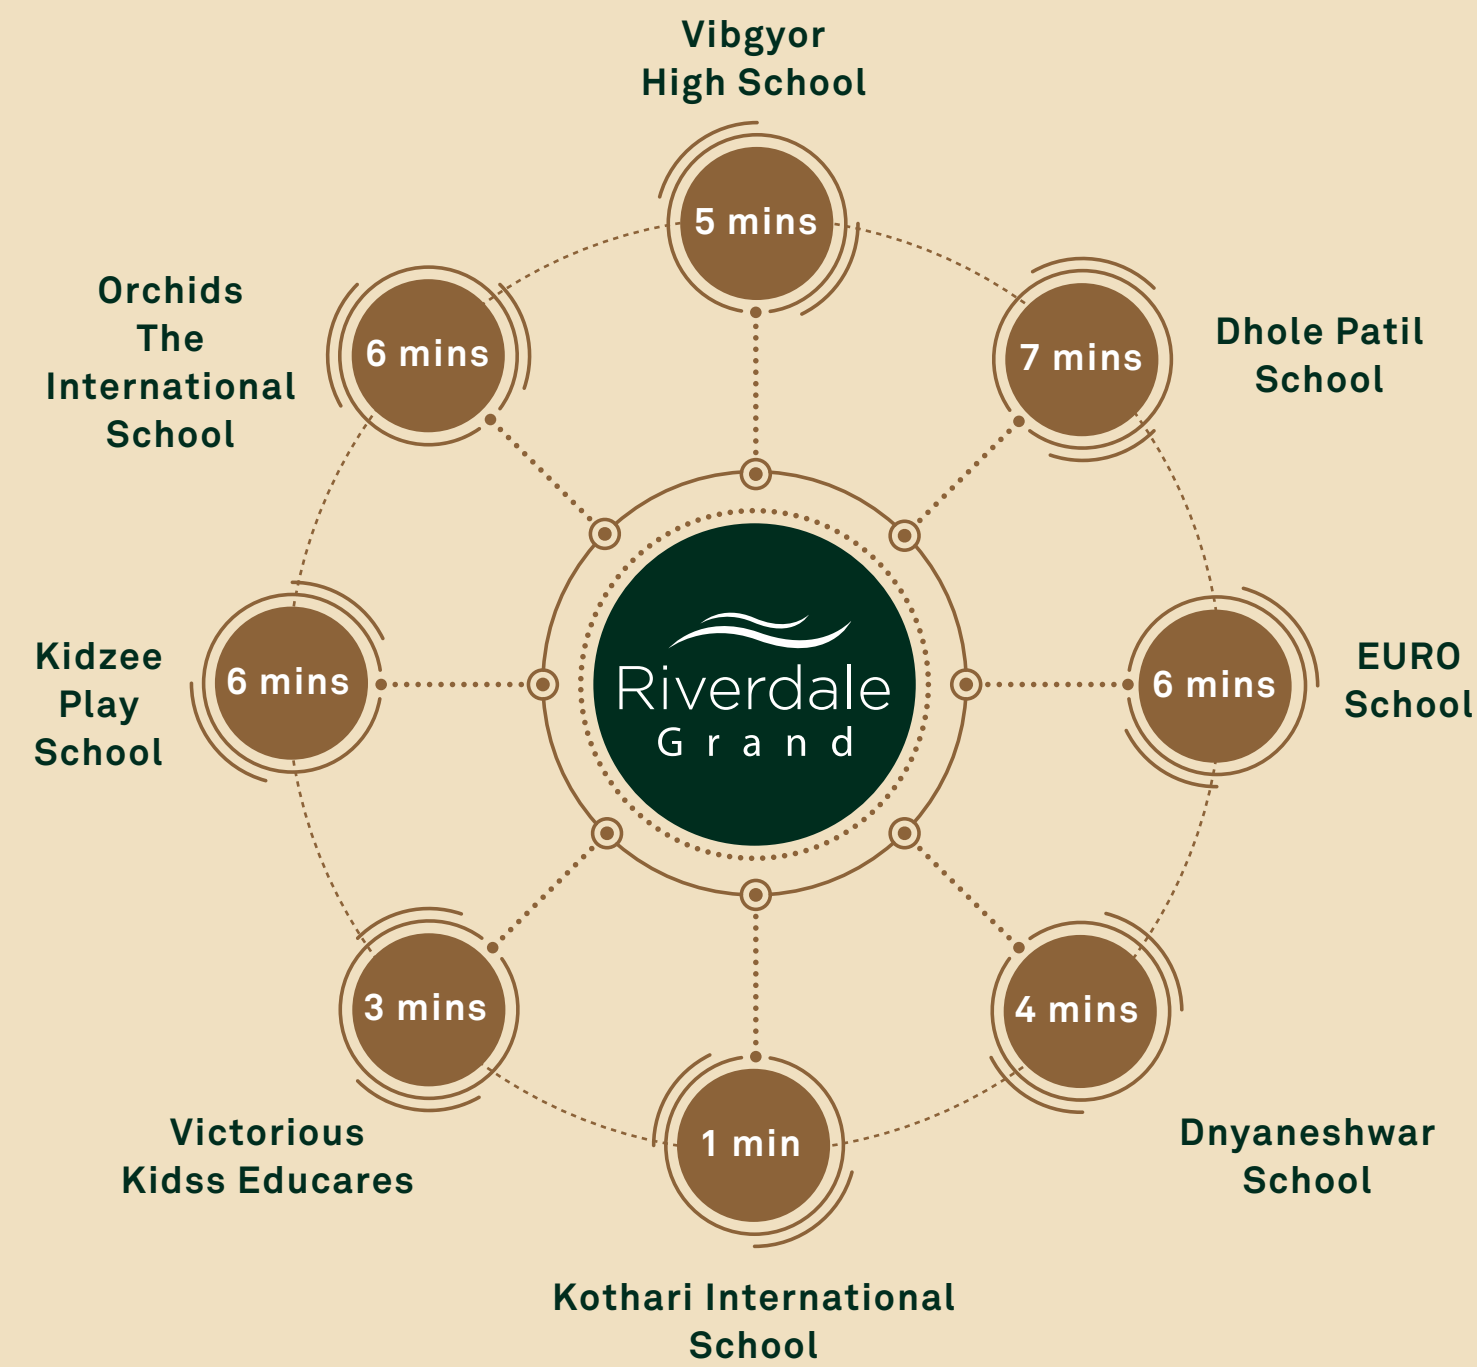 Vibgyor
High School
5 mins
Orchids
The
International
School
6 mins
7 mins
Dhole Patil
School
Kidzee
Play
School
6 mins
Riverdale
Grand
6 mins
EURO
School
3 mins
Victorious
Kidss Educares
4 mins
Dnyaneshwar
School
1 min
Kothari International
School